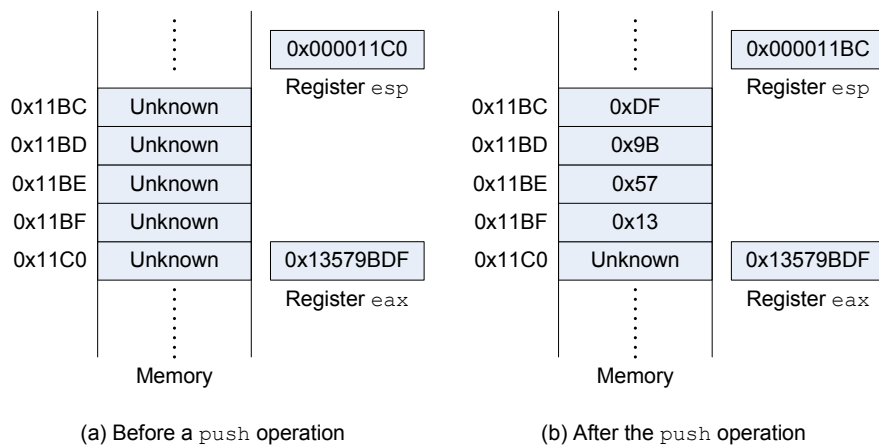 0x000011C0
Register esp
0x11BC Unknown
0x11BD Unknown
0x11BE Unknown
0x11BF Unknown
0x11C0 Unknown 0x13579BDF
Register eax
Memory
(a) Before a push operation
0x000011BC
Register esp
0x11BC 0xDF
0x11BD 0x9B
0x11BE 0x57
0x11BF 0x13
0x11C0 Unknown 0x13579BDF
Register eax
Memory
(b) After the push operation